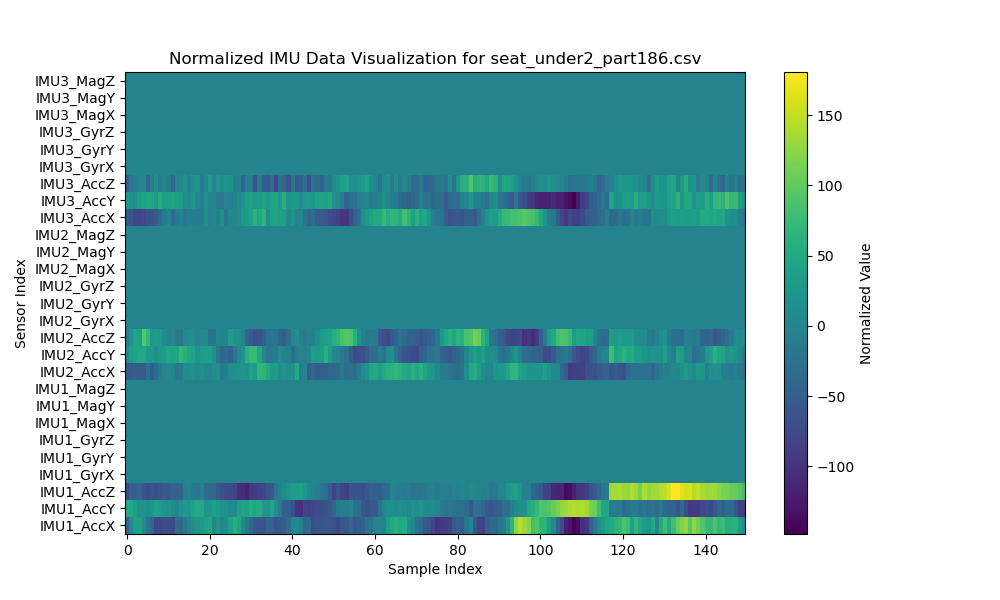 Normalized IMU Data Visualization for seat_under2_part186.csv
IMU3_MagZ
IMU3_MagY
IMU3_MagX
IMU3_GyrZ
IMU3_GyrY
IMU3_GyrX
IMU3_AccZ
IMU3_AccY
IMU3_AccX
IMU2_MagZ
IMU2_MagY
IMU2_MagX
IMU2_GyrZ
IMU2_GyrY
IMU2_GyrX
IMU2_AccZ
IMU2_AccY
IMU2_AccX
IMU1_MagZ
IMU1_MagY
IMU1_MagX
IMU1_GyrZ
IMU1_GyrY
IMU1_GyrX
IMU1_AccZ
IMU1_AccY
IMU1_AccX
Sensor Index
0 20 40 60 80 100 120 140
Sample Index
150
100
50
0
−50
−100
Normalized Value